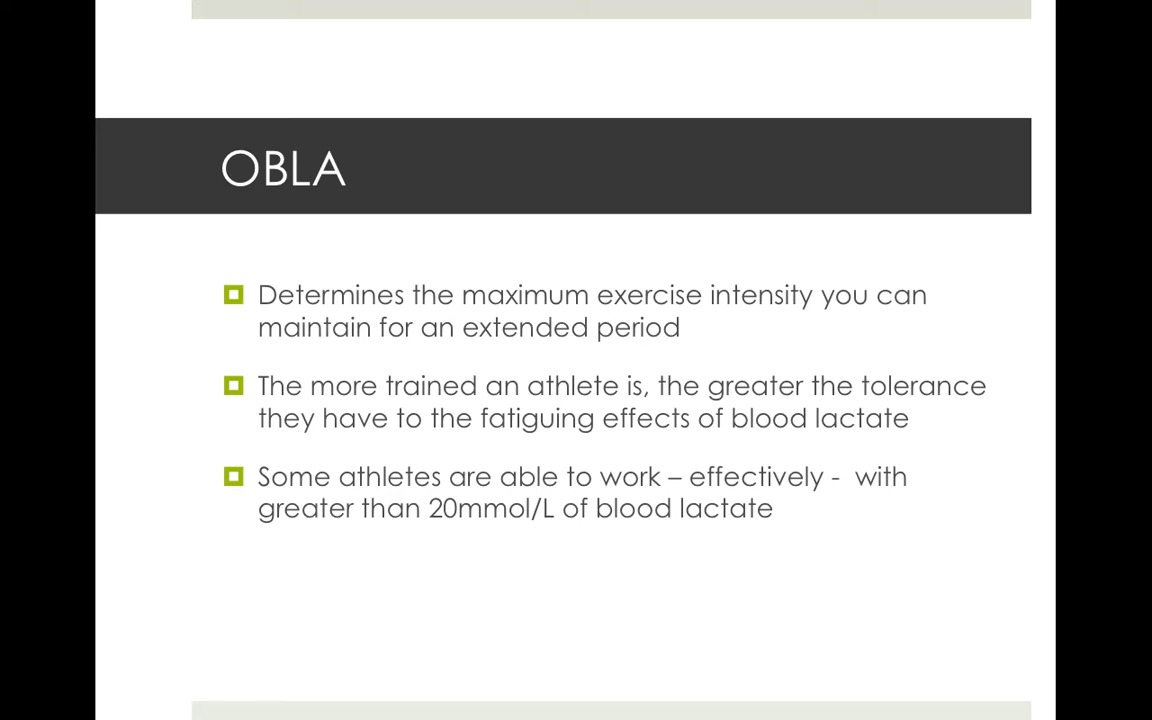 OBLA
Determines the maximum exercise intensity you can
maintain for an extended period
The more trained an athlete is, the greater the tolerance
they have to the fatiguing effects of blood lactate
Some athletes are able to work – effectively -  with
greater than 20mmol/L of blood lactate